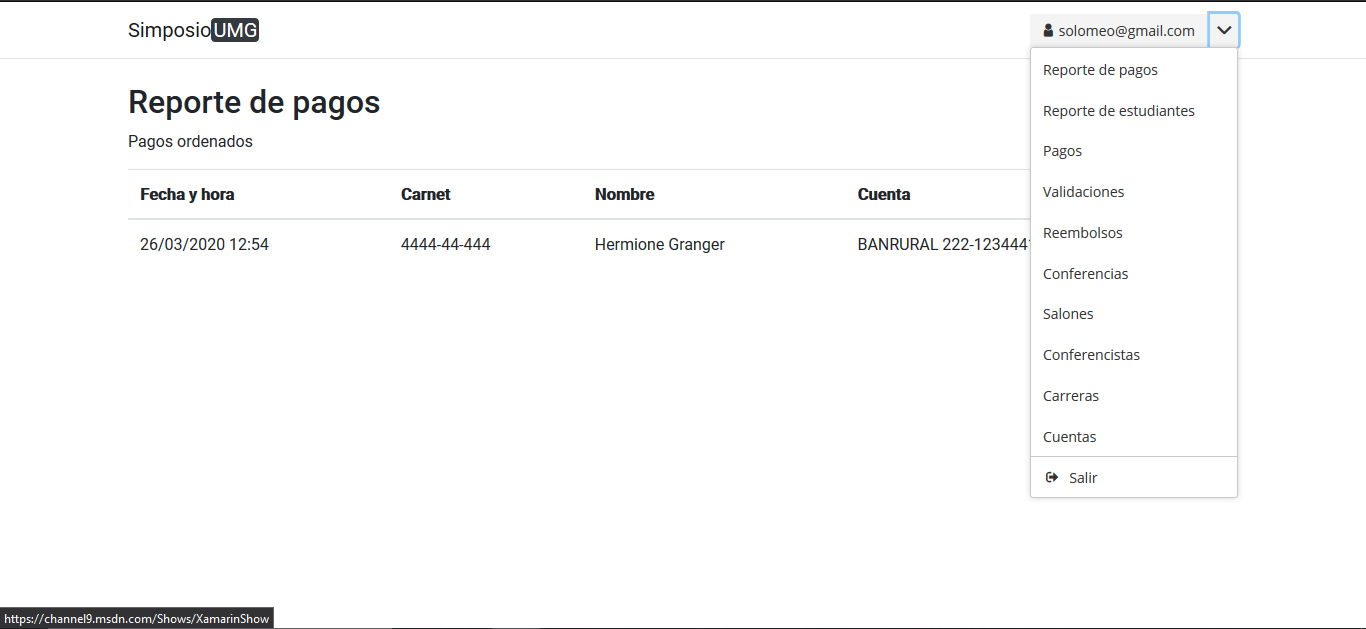 SimposioUMG
solomeo@gmail.com
Reporte de pagos
Pagos ordenados
Fecha y hora Carnet Nombre Cuenta
26/03/2020 12:54 4444-44-444 Hermione Granger BANRURAL 222-123444
Reporte de pagos
Reporte de estudiantes
Pagos
Validaciones
Reembolsos
Conferencias
Salones
Conferencistas
Carreras
Cuentas
Salir
https://channel9.msdn.com/Shows/XamarinShow